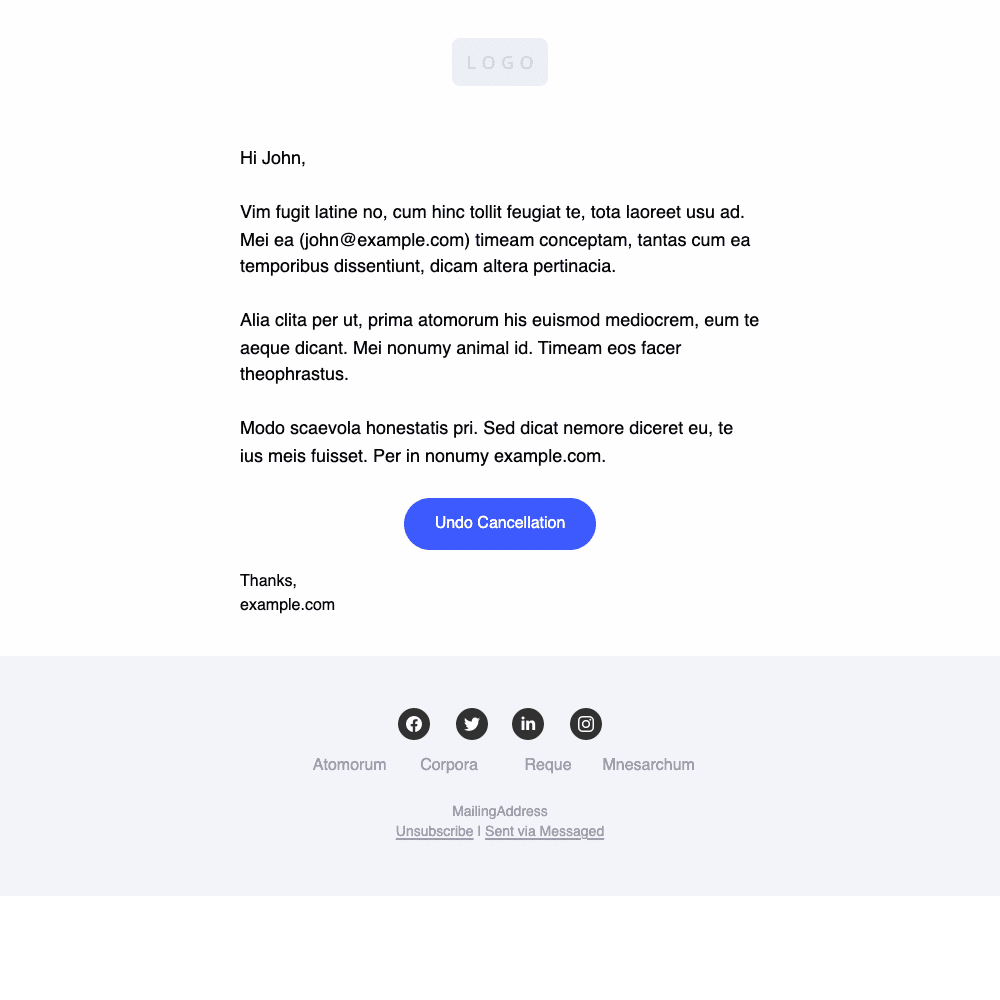 LOGO
Hi John,
Vim fugit latine no, cum hinc tollit feugiat te, tota laoreet usu ad.
Mei ea (john@example.com) timeam conceptam, tantas cum ea
temporibus dissentiunt, dicam altera pertinacia.
Alia clita per ut, prima atomorum his euismod mediocrem, eum te
aeque dicant. Mei nonumy animal id. Timeam eos facer
theophrastus.
Modo scaevola honestatis pri. Sed dicat nemore diceret eu, te
ius meis fuisset. Per in nonumy example.com.
Undo Cancellation
Thanks,
example.com
Atomorum Corpora Reque Mnesarchum
MailingAddress
Unsubscribe | Sent via Messaged